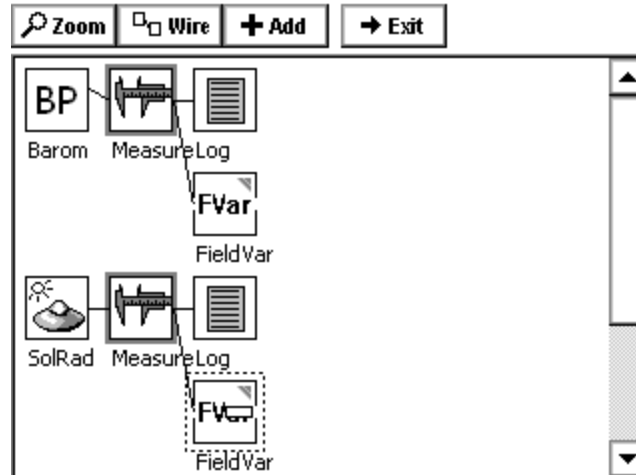 Zoom Wire Add Exit
BP
Barom Measure Log
FVar
FieldVar
SolRad Measure Log
FieldVar